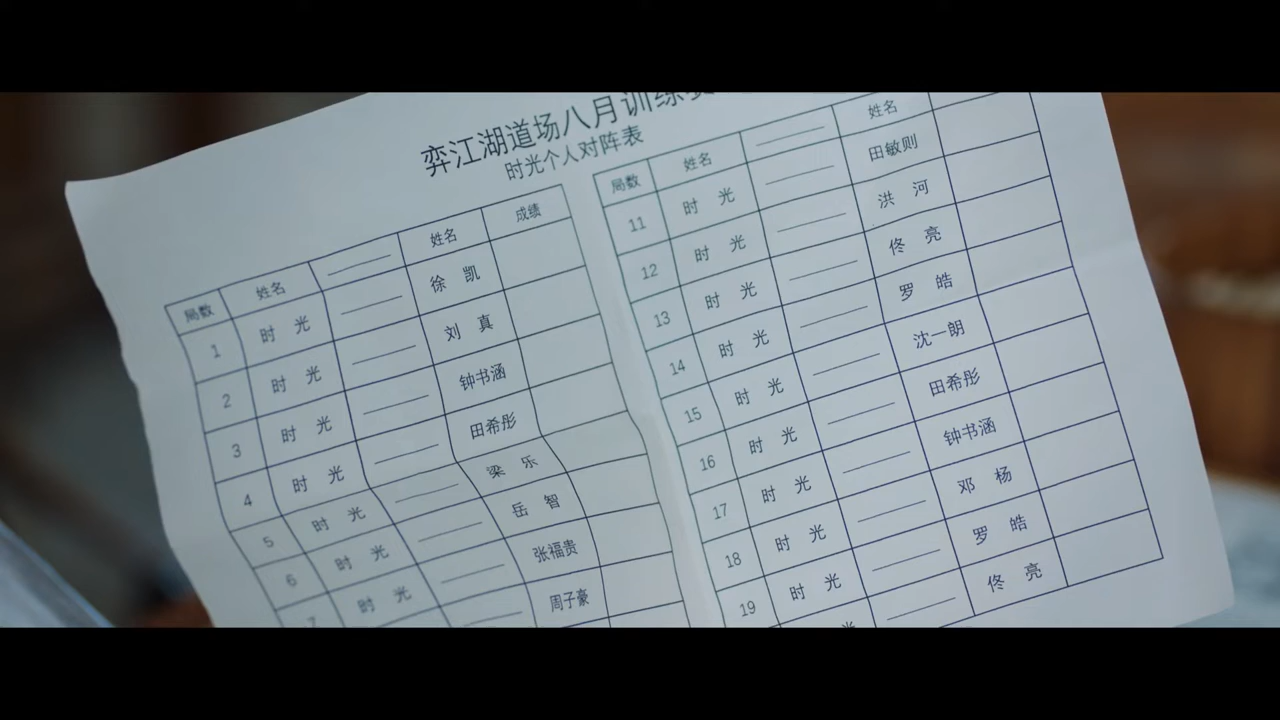 弈江湖道场八月训练
时光个人对阵表
局数 姓名 —— 姓名 成绩
1 时 光 —— 徐 凯
2 时 光 —— 刘 真
3 时 光 —— 钟书涵
4 时 光 —— 田希彤
5 时 光 —— 梁 乐
6 时 光 —— 岳 智
7 时 光 —— 张福贵
—— 周子豪
局数 姓名 —— 姓名
11 时 光 —— 田敏则
12 时 光 —— 洪 河
13 时 光 —— 佟 亮
14 时 光 —— 罗 皓
15 时 光 —— 沈一朗
16 时 光 —— 田希彤
17 时 光 —— 钟书涵
18 时 光 —— 邓 杨
19 时 光 —— 罗 皓
—— 佟 亮